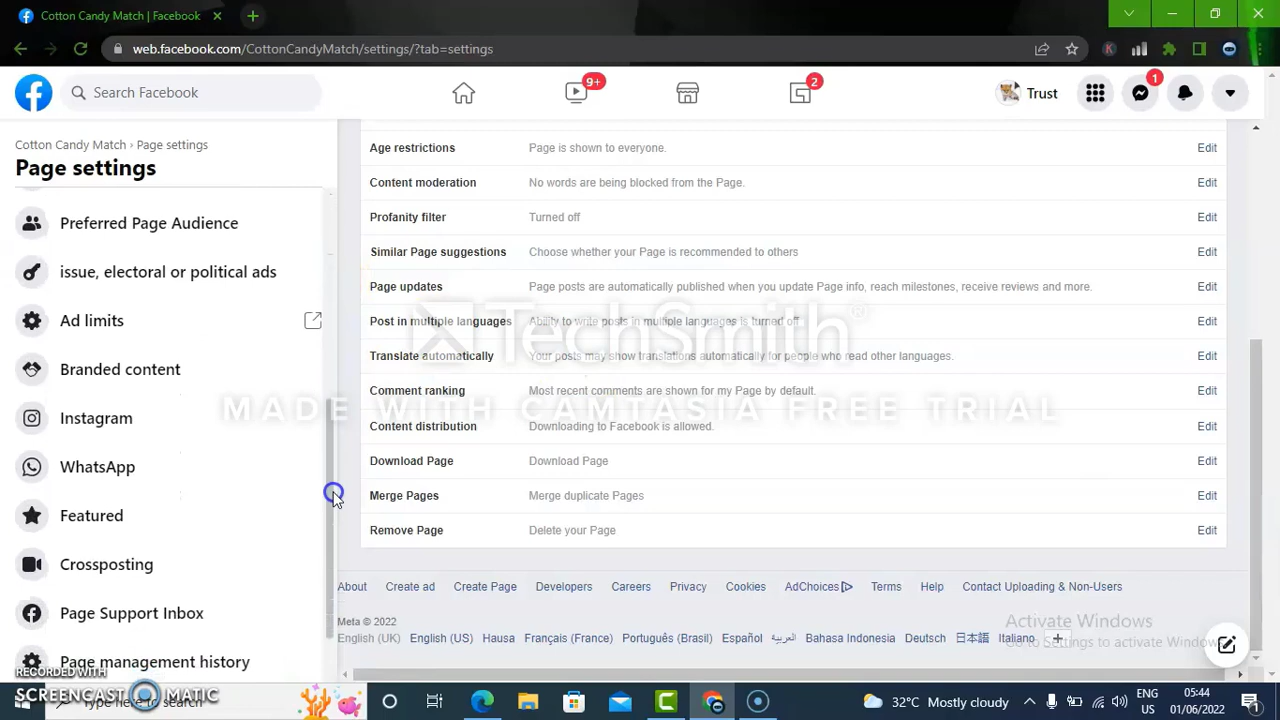 Cotton Candy Match | Facebook
web.facebook.com/CottonCandyMatch/settings/?tab=settings
Search Facebook
9+
2
Trust
1
Cotton Candy Match › Page settings
Page settings
Preferred Page Audience
issue, electoral or political ads
Ad limits
Branded content
Instagram
WhatsApp
Featured
Crossposting
Page Support Inbox
Page management history
Age restrictions Page is shown to everyone. Edit
Content moderation No words are being blocked from the Page. Edit
Profanity filter Turned off Edit
Similar Page suggestions Choose whether your Page is recommended to others Edit
Page updates Page posts are automatically published when you update Page info, reach milestones, receive reviews and more. Edit
Post in multiple languages Ability to write posts in multiple languages is turned off Edit
Translate automatically Your posts may show translations automatically for people who read other languages. Edit
Comment ranking Most recent comments are shown for my Page by default. Edit
Content distribution Downloading to Facebook is allowed. Edit
Download Page Download Page Edit
Merge Pages Merge duplicate Pages Edit
Remove Page Delete your Page Edit
TechSmith®
MADE WITH CAMTASIA FREE TRIAL
About Create ad Create Page Developers Careers Privacy Cookies AdChoices Terms Help Contact Uploading & Non-Users
Meta © 2022
English (UK) English (US) Hausa Français (France) Português (Brasil) Español العربية Bahasa Indonesia Deutsch 日本語 Italiano
Activate Windows
Go to Settings to activate Windows.
RECORDED WITH
SCREENCAST MATIC
Type here to search
32°C Mostly cloudy
ENG
IG
05:44
01/06/2022
1